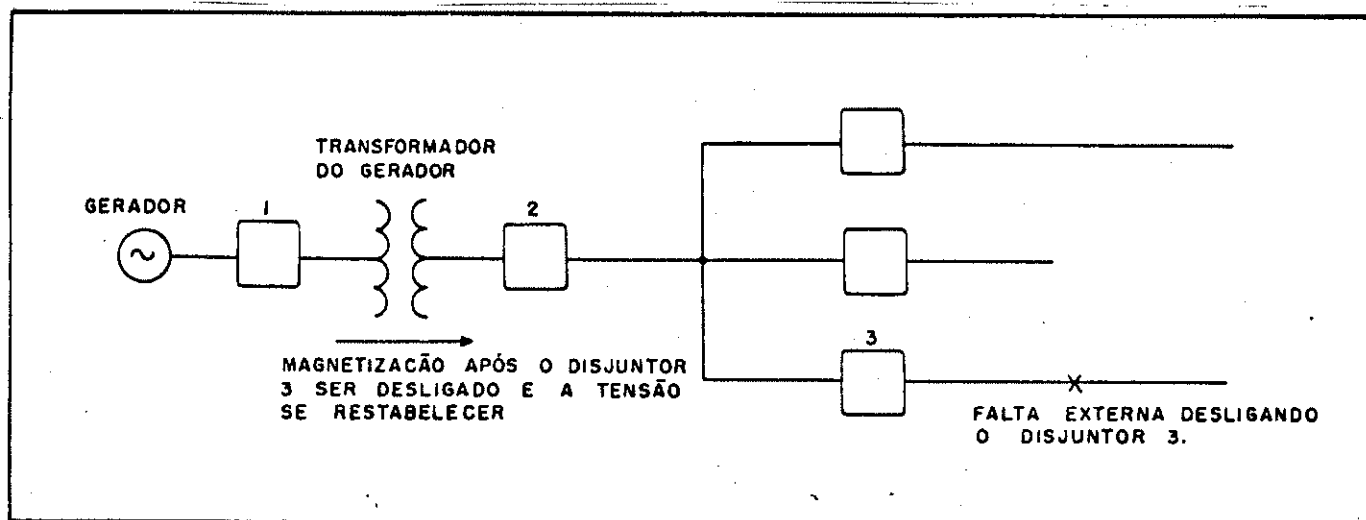 TRANSFORMADOR
DO GERADOR
GERADOR
1
2
3
MAGNETIZACÃO APÓS O DISJUNTOR
3 SER DESLIGADO E A TENSÃO
SE RESTABELECER
FALTA EXTERNA DESLIGANDO
O DISJUNTOR 3.